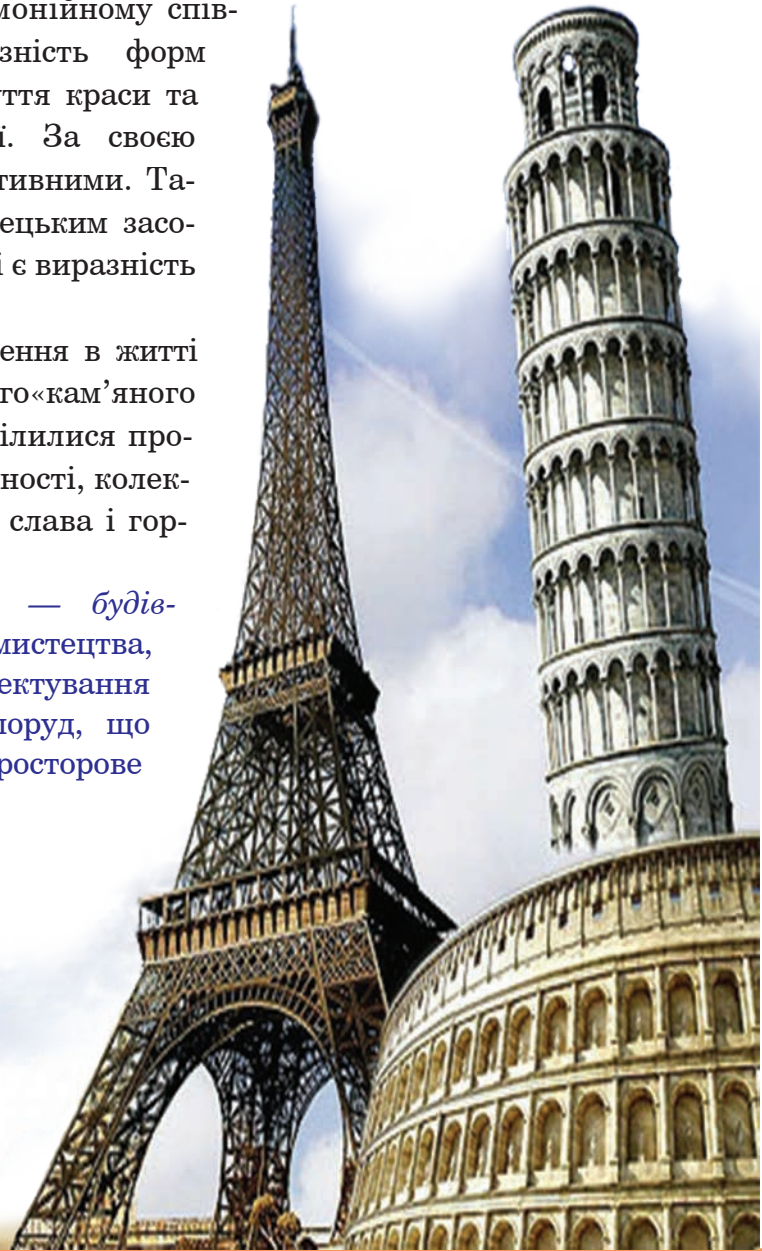 монійному спів-
зність форм
ття краси та
ї. За своєю
тивними. Та-
ецьким засо-
і є виразність
ення в житті
го«кам’яного
ілилися про-
ності, колек-
слава і гор-
— будів-
мистецтва,
ектування
поруд, що
росторове